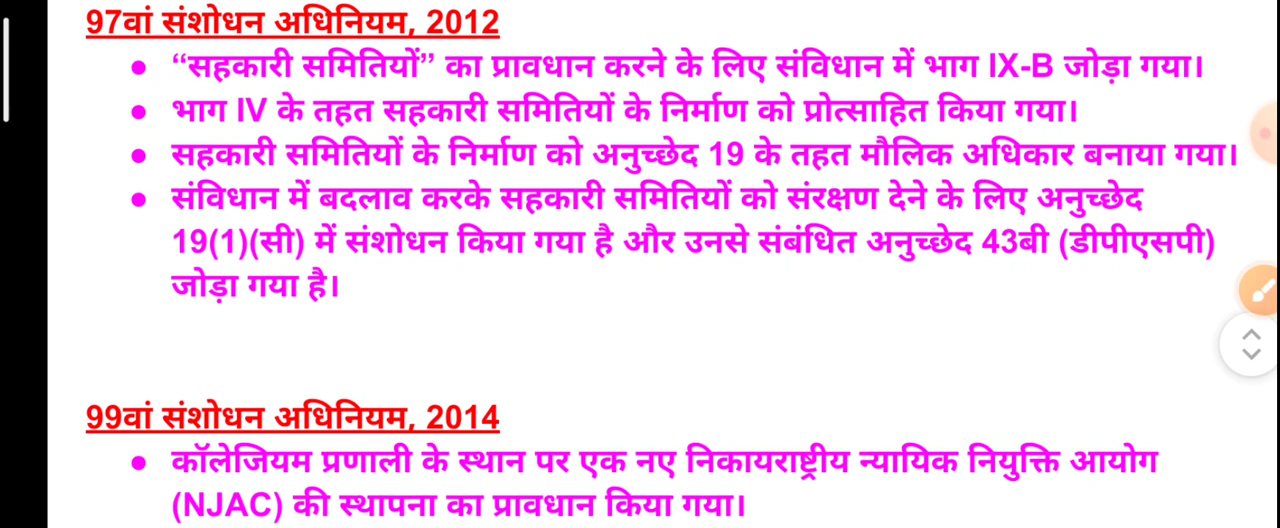 97वां संशोधन अधिनियम, 2012
● “सहकारी समितियों” का प्रावधान करने के लिए संविधान में भाग IX-B जोड़ा गया।
● भाग IV के तहत सहकारी समितियों के निर्माण को प्रोत्साहित किया गया।
● सहकारी समितियों के निर्माण को अनुच्छेद 19 के तहत मौलिक अधिकार बनाया गया।
● संविधान में बदलाव करके सहकारी समितियों को संरक्षण देने के लिए अनुच्छेद
19(1)(सी) में संशोधन किया गया है और उनसे संबंधित अनुच्छेद 43बी (डीपीएसपी)
जोड़ा गया है।
99वां संशोधन अधिनियम, 2014
● कॉलेजियम प्रणाली के स्थान पर एक नए निकायराष्ट्रीय न्यायिक नियुक्ति आयोग
(NJAC) की स्थापना का प्रावधान किया गया।